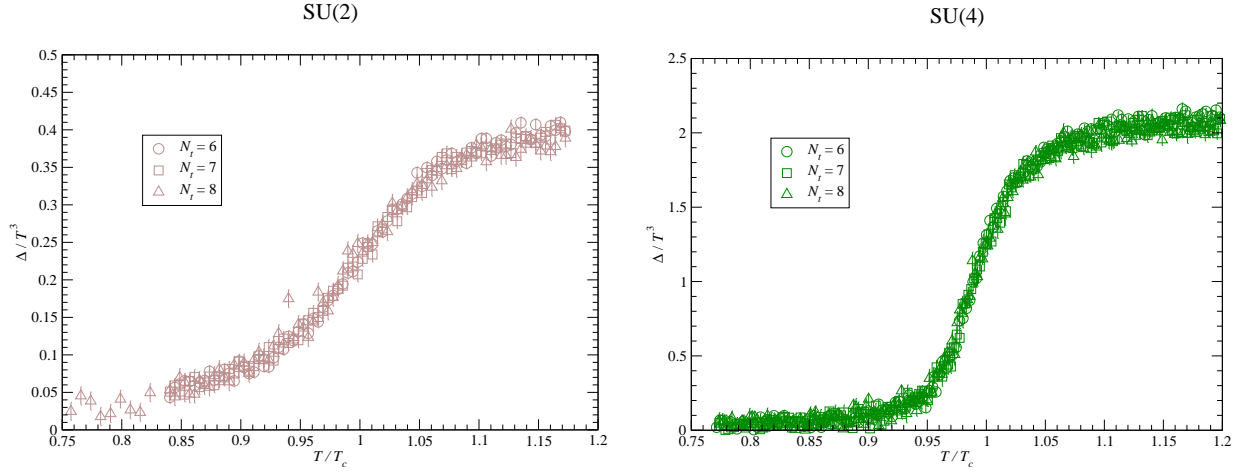 SU(2)
0.5
0.45
0.4
0.35
0.3
0.25
0.2
0.15
0.1
0.05
0
Δ / T^3
N_t = 6
N_t = 7
N_t = 8
0.75 0.8 0.85 0.9 0.95 1 1.05 1.1 1.15 1.2
T / T_c
SU(4)
2.5
2
1.5
1
0.5
0
Δ / T^3
N_t = 6
N_t = 7
N_t = 8
0.75 0.8 0.85 0.9 0.95 1 1.05 1.1 1.15 1.2
T / T_c